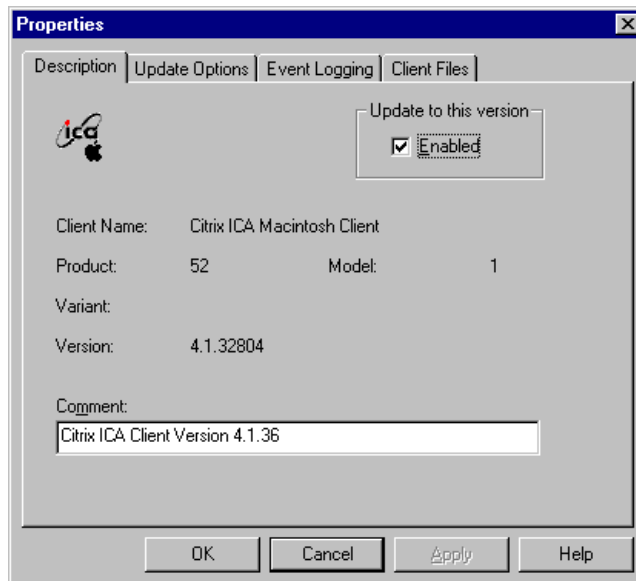 Properties
Description Update Options Event Logging Client Files
ica
Update to this version
Enabled
Client Name: Citrix ICA Macintosh Client
Product: 52 Model: 1
Variant:
Version: 4.1.32804
Comment:
Citrix ICA Client Version 4.1.36
OK Cancel Apply Help